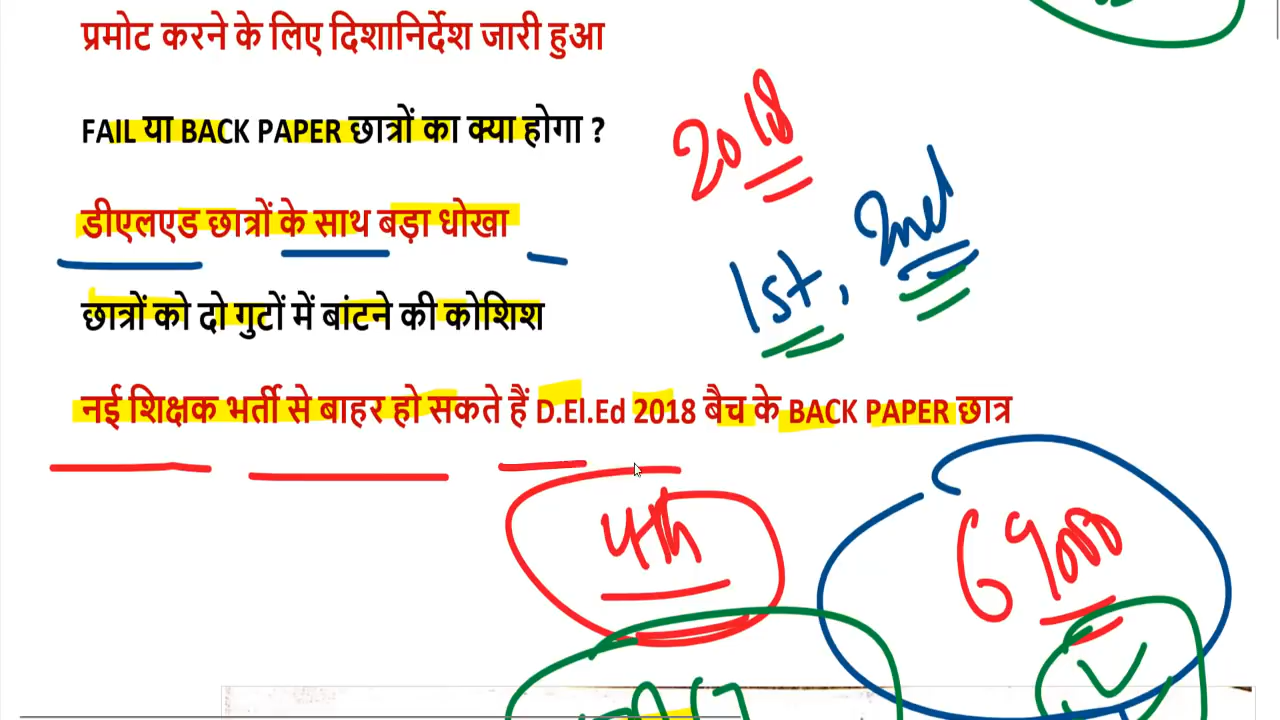 प्रमोट करने के लिए दिशानिर्देश जारी हुआ
FAIL या BACK PAPER छात्रों का क्या होगा ?
2018
डीएलएड छात्रों के साथ बड़ा धोखा
1st, 2nd
छात्रों को दो गुटों में बांटने की कोशिश
नई शिक्षक भर्ती से बाहर हो सकते हैं D.El.Ed 2018 बैच के BACK PAPER छात्र
4th
69000